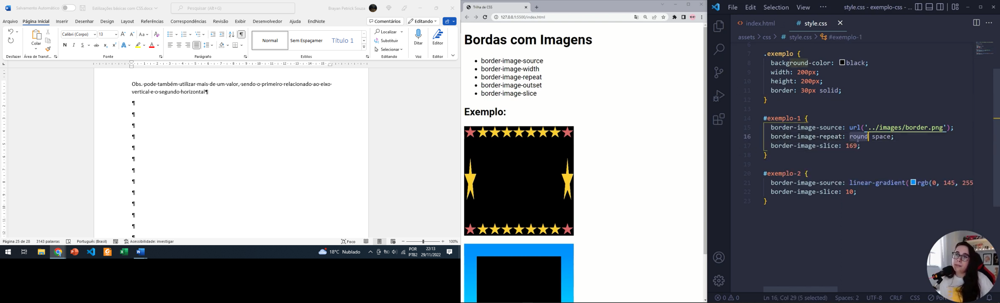 Salvamento Automático
Estilizações básicas com CSS.docx
Pesquisar (Alt+G)
Brayan Petrick Souza
Arquivo Página Inicial Inserir Desenhar Design Layout Referências Correspondências Revisão Exibir Desenvolvedor Ajuda EndNote
Comentários Editando
Colar
Calibri (Corpo) 13
Normal Sem Espaçamer Título 1
Localizar
Substituir
Selecionar
Ditar Editor
Desfazer Área de Transf... Fonte Parágrafo Estilos Editando Voz Editor
Obs.·pode·também·utilizar·mais·de·um·valor,·sendo·o·primeiro·relacionado·ao·eixo·
vertical·e·o·segundo·horizontal¶
Página 25 de 28 3143 palavras Português (Brasil) Acessibilidade: investigar Foco 100%
18°C Nublado
POR
PTB2
22:13
29/11/2022
Trilha de CSS
127.0.0.1:5500/index.html
Bordas com Imagens
border-image-source
border-image-width
border-image-repeat
border-image-outset
border-image-slice
Exemplo:
File Edit Selection View ··· style.css - exemplo-css - ...
index.html # style.css
assets > css > # style.css > #exemplo-1
6
7 .exemplo {
8 background-color: black;
9 width: 200px;
10 height: 200px;
11 border: 30px solid;
12 }
13
14 #exemplo-1 {
15 border-image-source: url('../images/border.png');
16 border-image-repeat: round space;
17 border-image-slice: 169;
18 }
19
20 #exemplo-2 {
21 border-image-source: linear-gradient(rgb(0, 145, 255
22 border-image-slice: 10;
23 }
0 0 Ln 16, Col 29 (5 selected) Spaces: 2 UTF-8 CRLF CSS